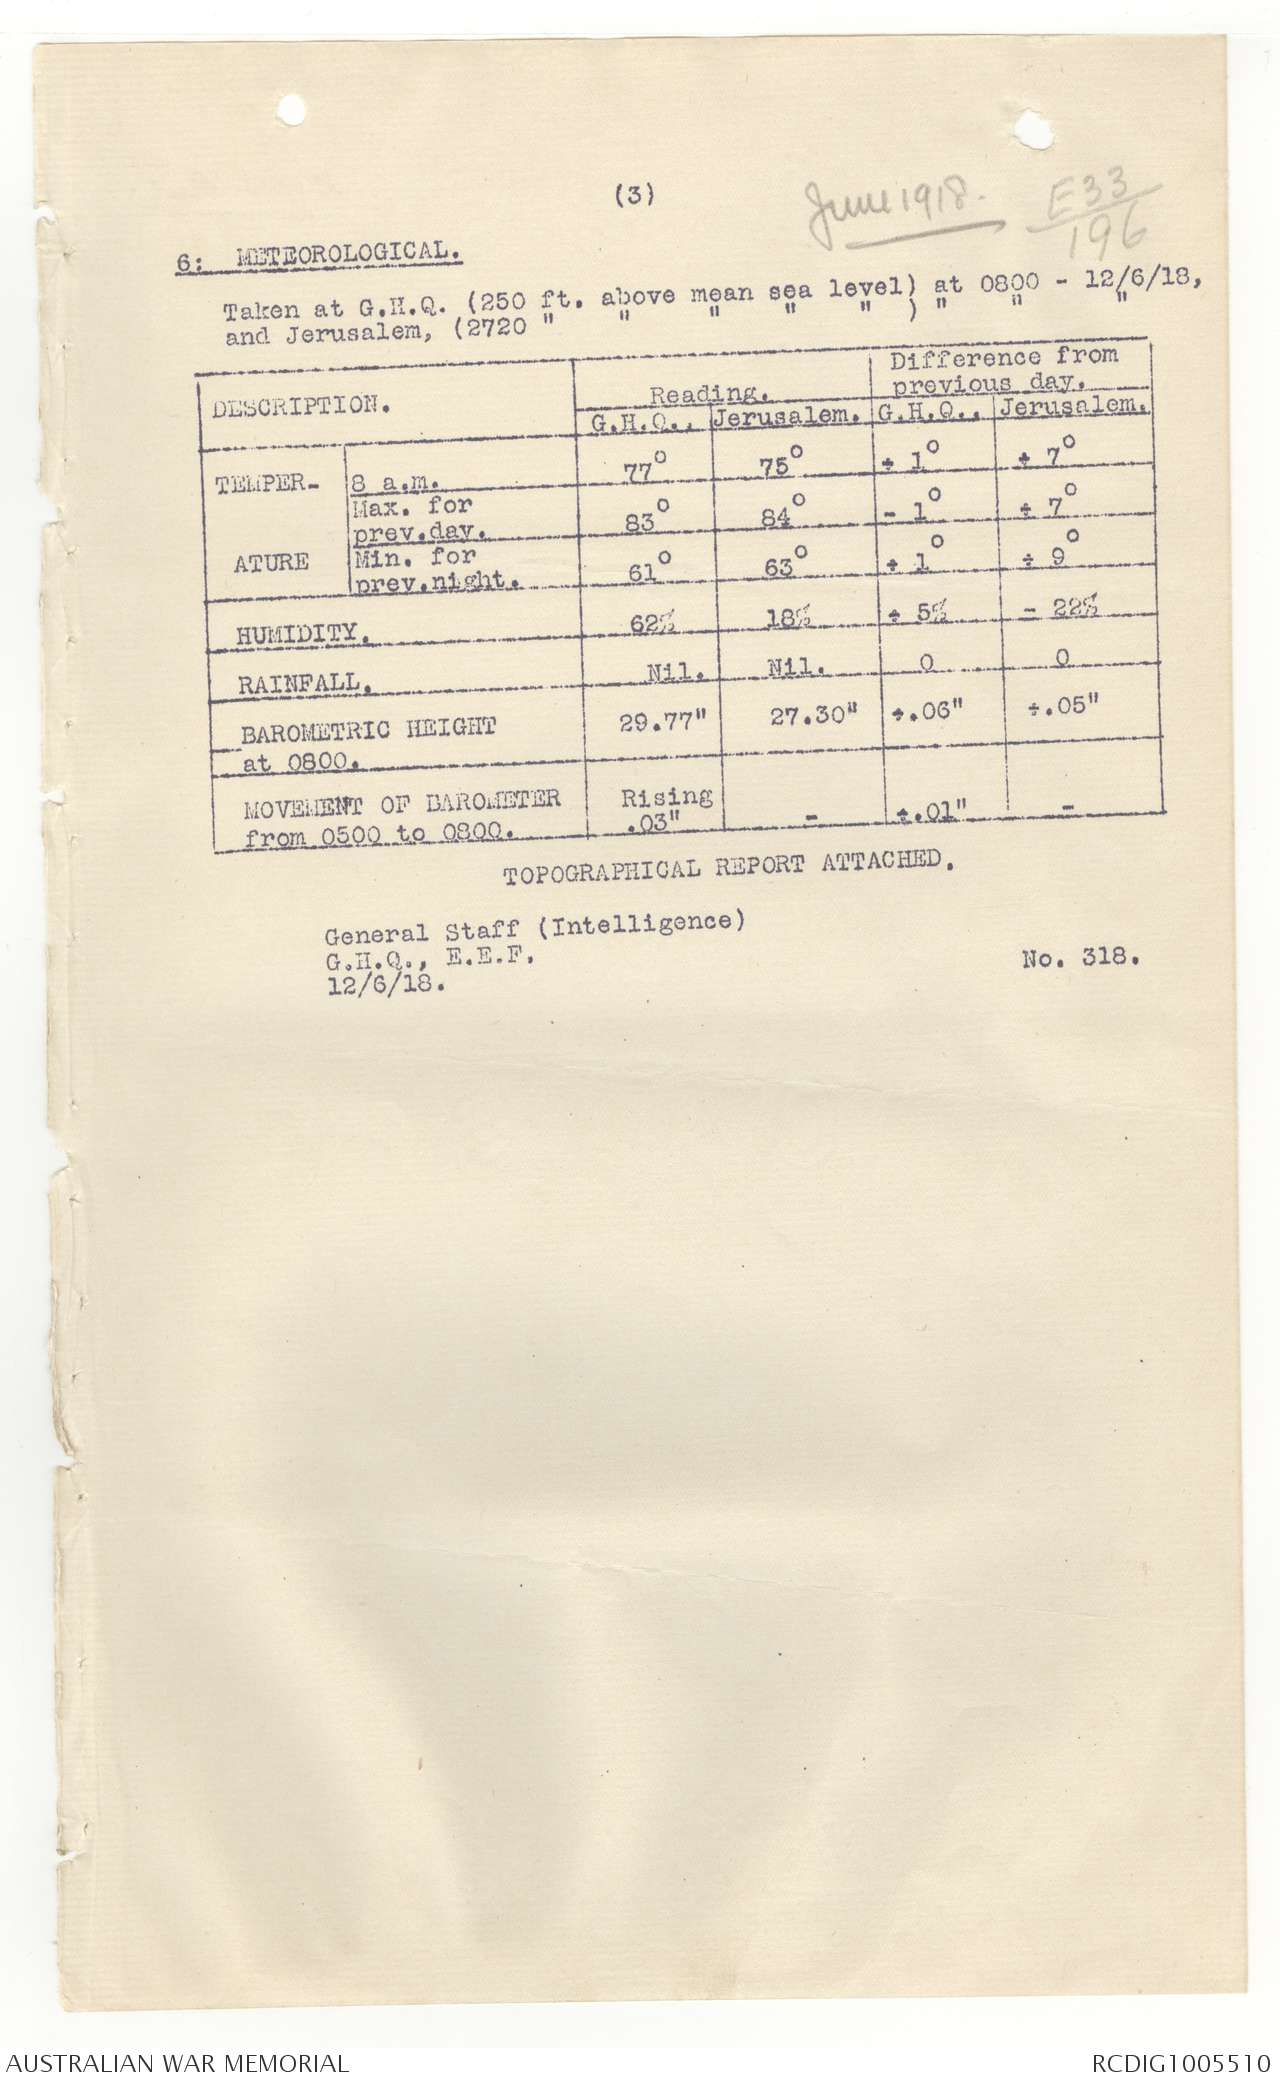 (3)
June 1918.
E33/196
6: METEOROLOGICAL.
Taken at G.H.Q. (250 ft. above mean sea level) at 0800 - 12/6/18,
and Jerusalem, (2720 " " " " " ) " " "
DESCRIPTION. Reading. Difference from previous day.
G.H.Q., Jerusalem. G.H.Q., Jerusalem.
TEMPER- 8 a.m. 77° 75° ÷ 1° ÷ 7°
Max. for
prev.day. 83° 84° - 1° ÷ 7°
ATURE Min. for
prev.night. 61° 63° ÷ 1° ÷ 9°
HUMIDITY. 62% 18% ÷ 5% - 22%
RAINFALL. Nil. Nil. 0 0
BAROMETRIC HEIGHT 29.77" 27.30" ÷.06" ÷.05"
at 0800.
MOVEMENT OF BAROMETER Rising
from 0500 to 0800. .03" - ÷.01" -
TOPOGRAPHICAL REPORT ATTACHED.
General Staff (Intelligence)
G.H.Q., E.E.F.
12/6/18.
No. 318.
AUSTRALIAN WAR MEMORIAL
RCDIG1005510